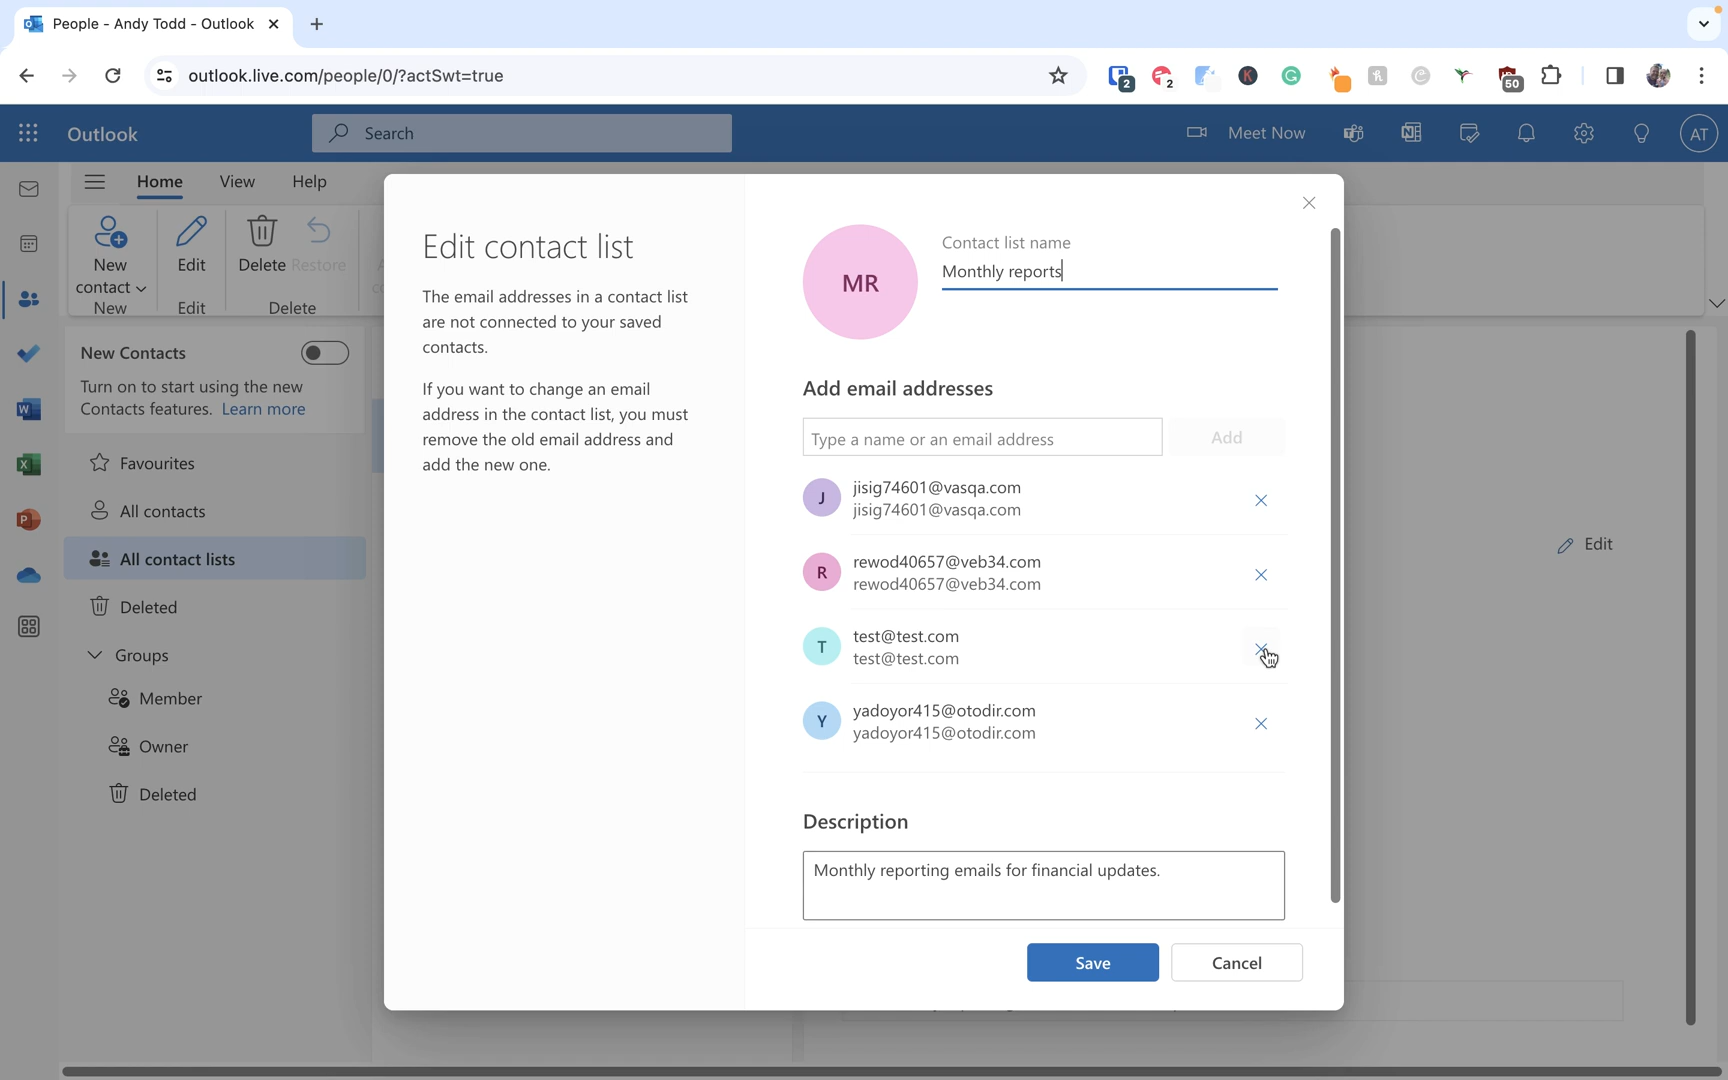 People - Andy Todd - Outlook
outlook.live.com/people/0/?actSwt=true
2
2
K
50
Outlook
Search
Meet Now
AT
Home
View
Help
New
contact
New
Edit
Edit
Delete
Restore
Delete
New Contacts
Turn on to start using the new
Contacts features. Learn more
Favourites
All contacts
All contact lists
Deleted
Groups
Member
Owner
Deleted
Edit contact list
The email addresses in a contact list
are not connected to your saved
contacts.
If you want to change an email
address in the contact list, you must
remove the old email address and
add the new one.
MR
Contact list name
Monthly reports
Add email addresses
Type a name or an email address
Add
J
jisig74601@vasqa.com
jisig74601@vasqa.com
R
rewod40657@veb34.com
rewod40657@veb34.com
T
test@test.com
test@test.com
Y
yadoyor415@otodir.com
yadoyor415@otodir.com
Description
Monthly reporting emails for financial updates.
Save
Cancel
Edit